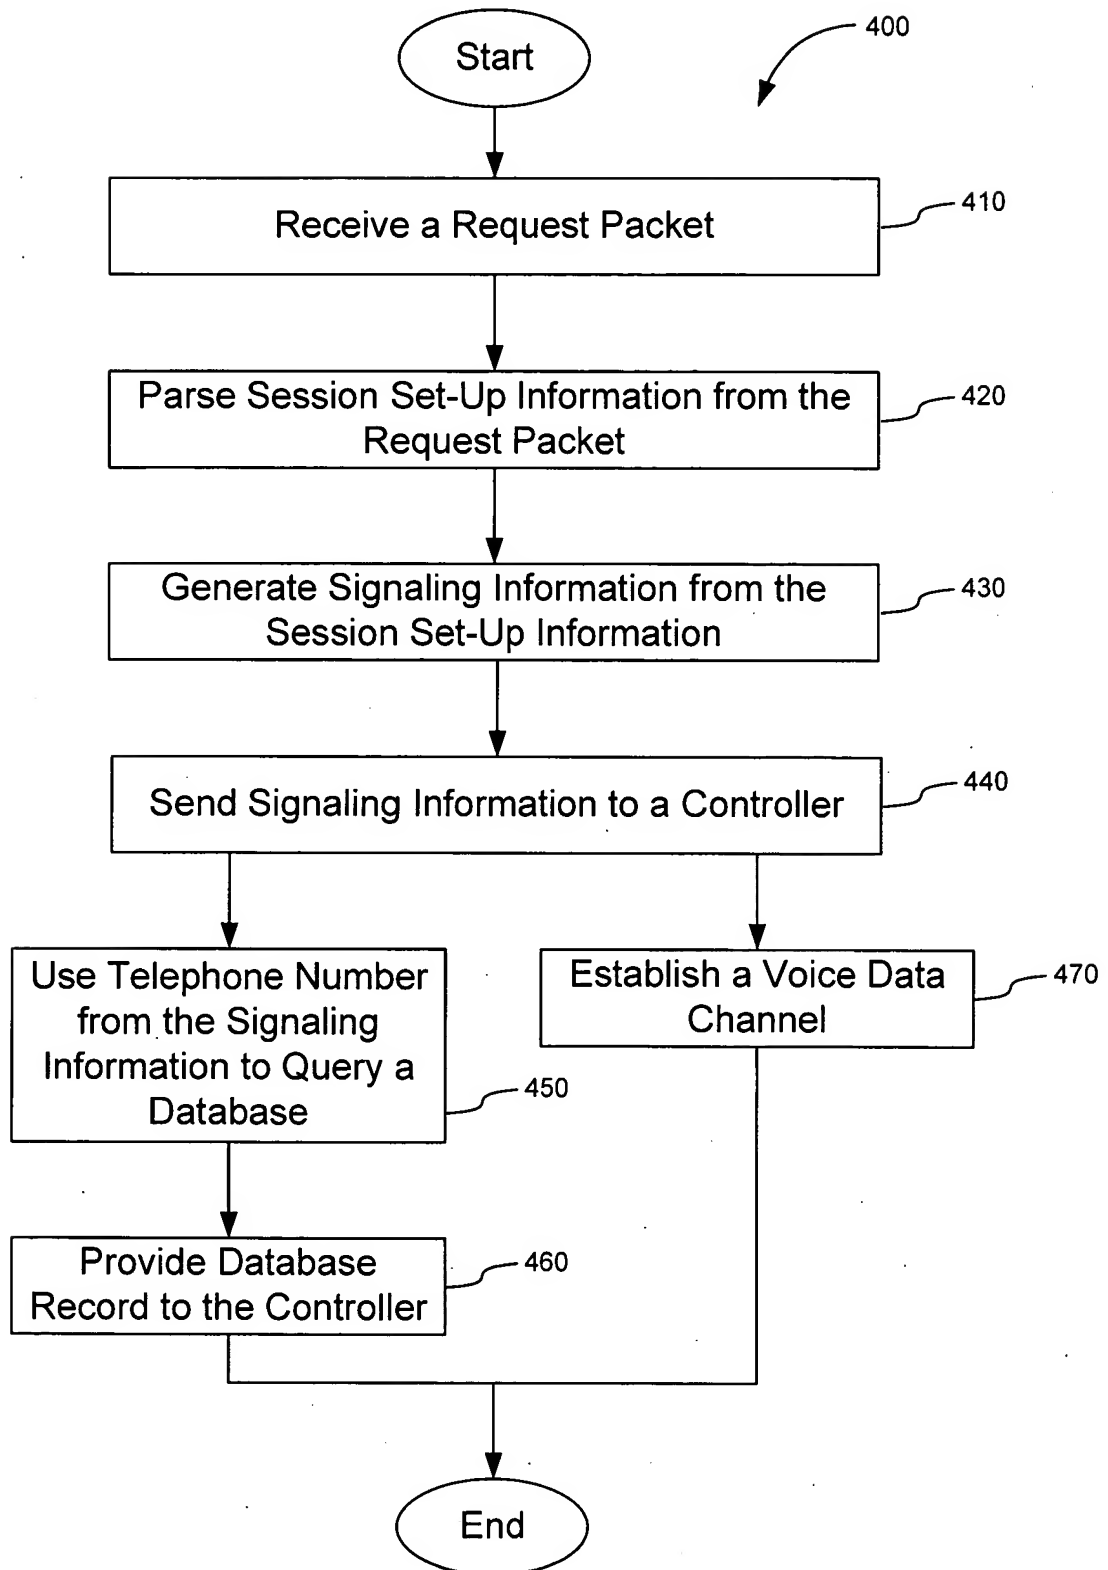 Start
400
Receive a Request Packet
410
Parse Session Set-Up Information from the
Request Packet
420
Generate Signaling Information from the
Session Set-Up Information
430
Send Signaling Information to a Controller
440
Use Telephone Number
from the Signaling
Information to Query a
Database
450
Establish a Voice Data
Channel
470
Provide Database
Record to the Controller
460
End